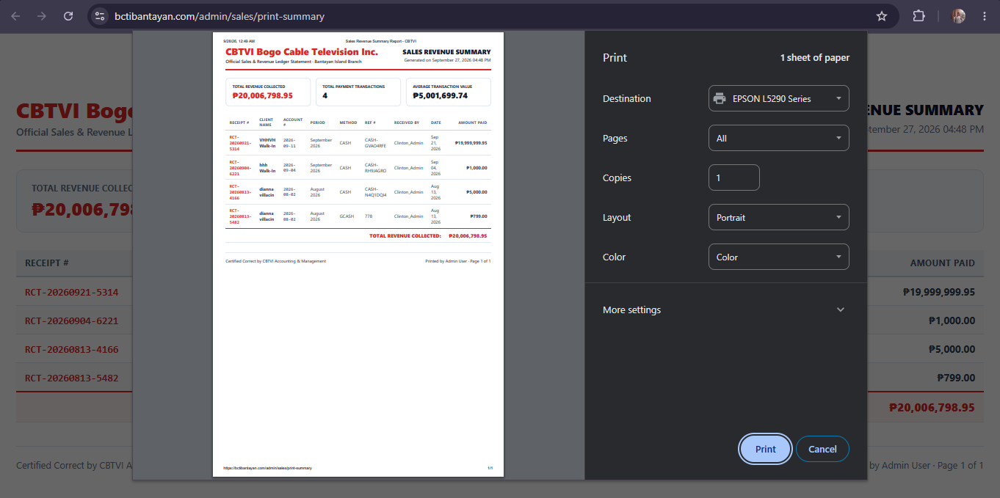 bctibantayan.com/admin/sales/print-summary
9/28/26, 12:49 AM
Sales Revenue Summary Report - CBTVI
CBTVI Bogo Cable Television Inc.
SALES REVENUE SUMMARY
Official Sales & Revenue Ledger Statement · Bantayan Island Branch
Generated on September 27, 2026 04:48 PM
TOTAL REVENUE COLLECTED
₱20,006,798.95
TOTAL PAYMENT TRANSACTIONS
4
AVERAGE TRANSACTION VALUE
₱5,001,699.74
RECEIPT # CLIENT NAME ACCOUNT # PERIOD METHOD REF # RECEIVED BY DATE AMOUNT PAID
RCT-20260921-5314 VHHVH Walk-In 2026-09-11 September 2026 CASH CASH-GVAO4RFE Clinton_Admin Sep 21, 2026 ₱19,999,999.95
RCT-20260904-6221 hhh Walk-In 2026-09-04 September 2026 CASH CASH-RH9JAGRO Clinton_Admin Sep 04, 2026 ₱1,000.00
RCT-20260813-4166 dianna villacin 2026-08-02 August 2026 CASH CASH-N4Q1DQI4 Clinton_Admin Aug 13, 2026 ₱5,000.00
RCT-20260813-5482 dianna villacin 2026-08-02 August 2026 GCASH 778 Clinton_Admin Aug 13, 2026 ₱799.00
TOTAL REVENUE COLLECTED: ₱20,006,798.95
Certified Correct by CBTVI Accounting & Management
Printed by Admin User · Page 1 of 1
https://bctibantayan.com/admin/sales/print-summary
1/1
Print
1 sheet of paper
Destination
EPSON L5290 Series
Pages
All
Copies
1
Layout
Portrait
Color
Color
More settings
Print
Cancel
CBTVI Bogo
Official Sales & Revenue L
TOTAL REVENUE COLLEC
₱20,006,798
RECEIPT #
RCT-20260921-5314
RCT-20260904-6221
RCT-20260813-4166
RCT-20260813-5482
Certified Correct by CBTVI A
ENUE SUMMARY
tember 27, 2026 04:48 PM
AMOUNT PAID
₱19,999,999.95
₱1,000.00
₱5,000.00
₱799.00
₱20,006,798.95
by Admin User · Page 1 of 1